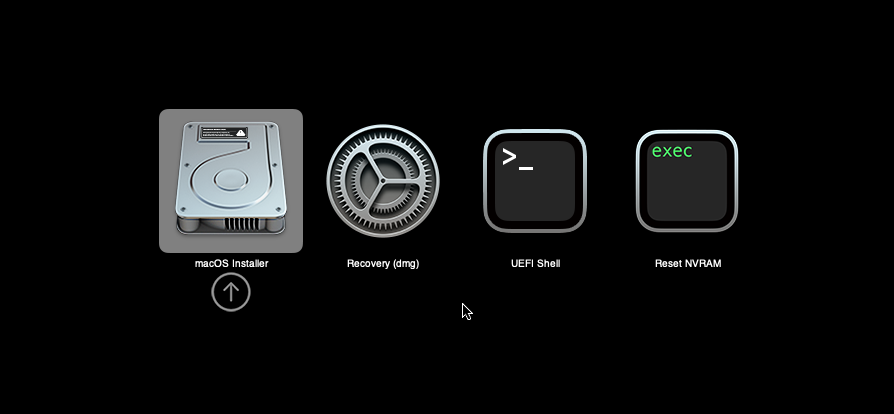 >_
exec
macOS Installer
Recovery (dmg)
UEFI Shell
Reset NVRAM